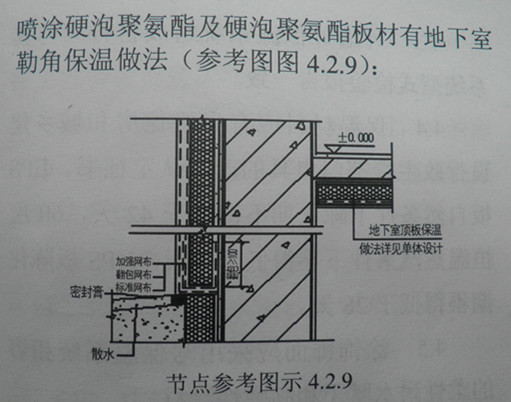 喷涂硬泡聚氨酯及硬泡聚氨酯板材有地下室
勒角保温做法（参考图图 4.2.9）：
±0.000
地下室顶板保温
做法详见单体设计
加强网布
翻包网布
标准网布
密封膏
散水
节点参考图示 4.2.9